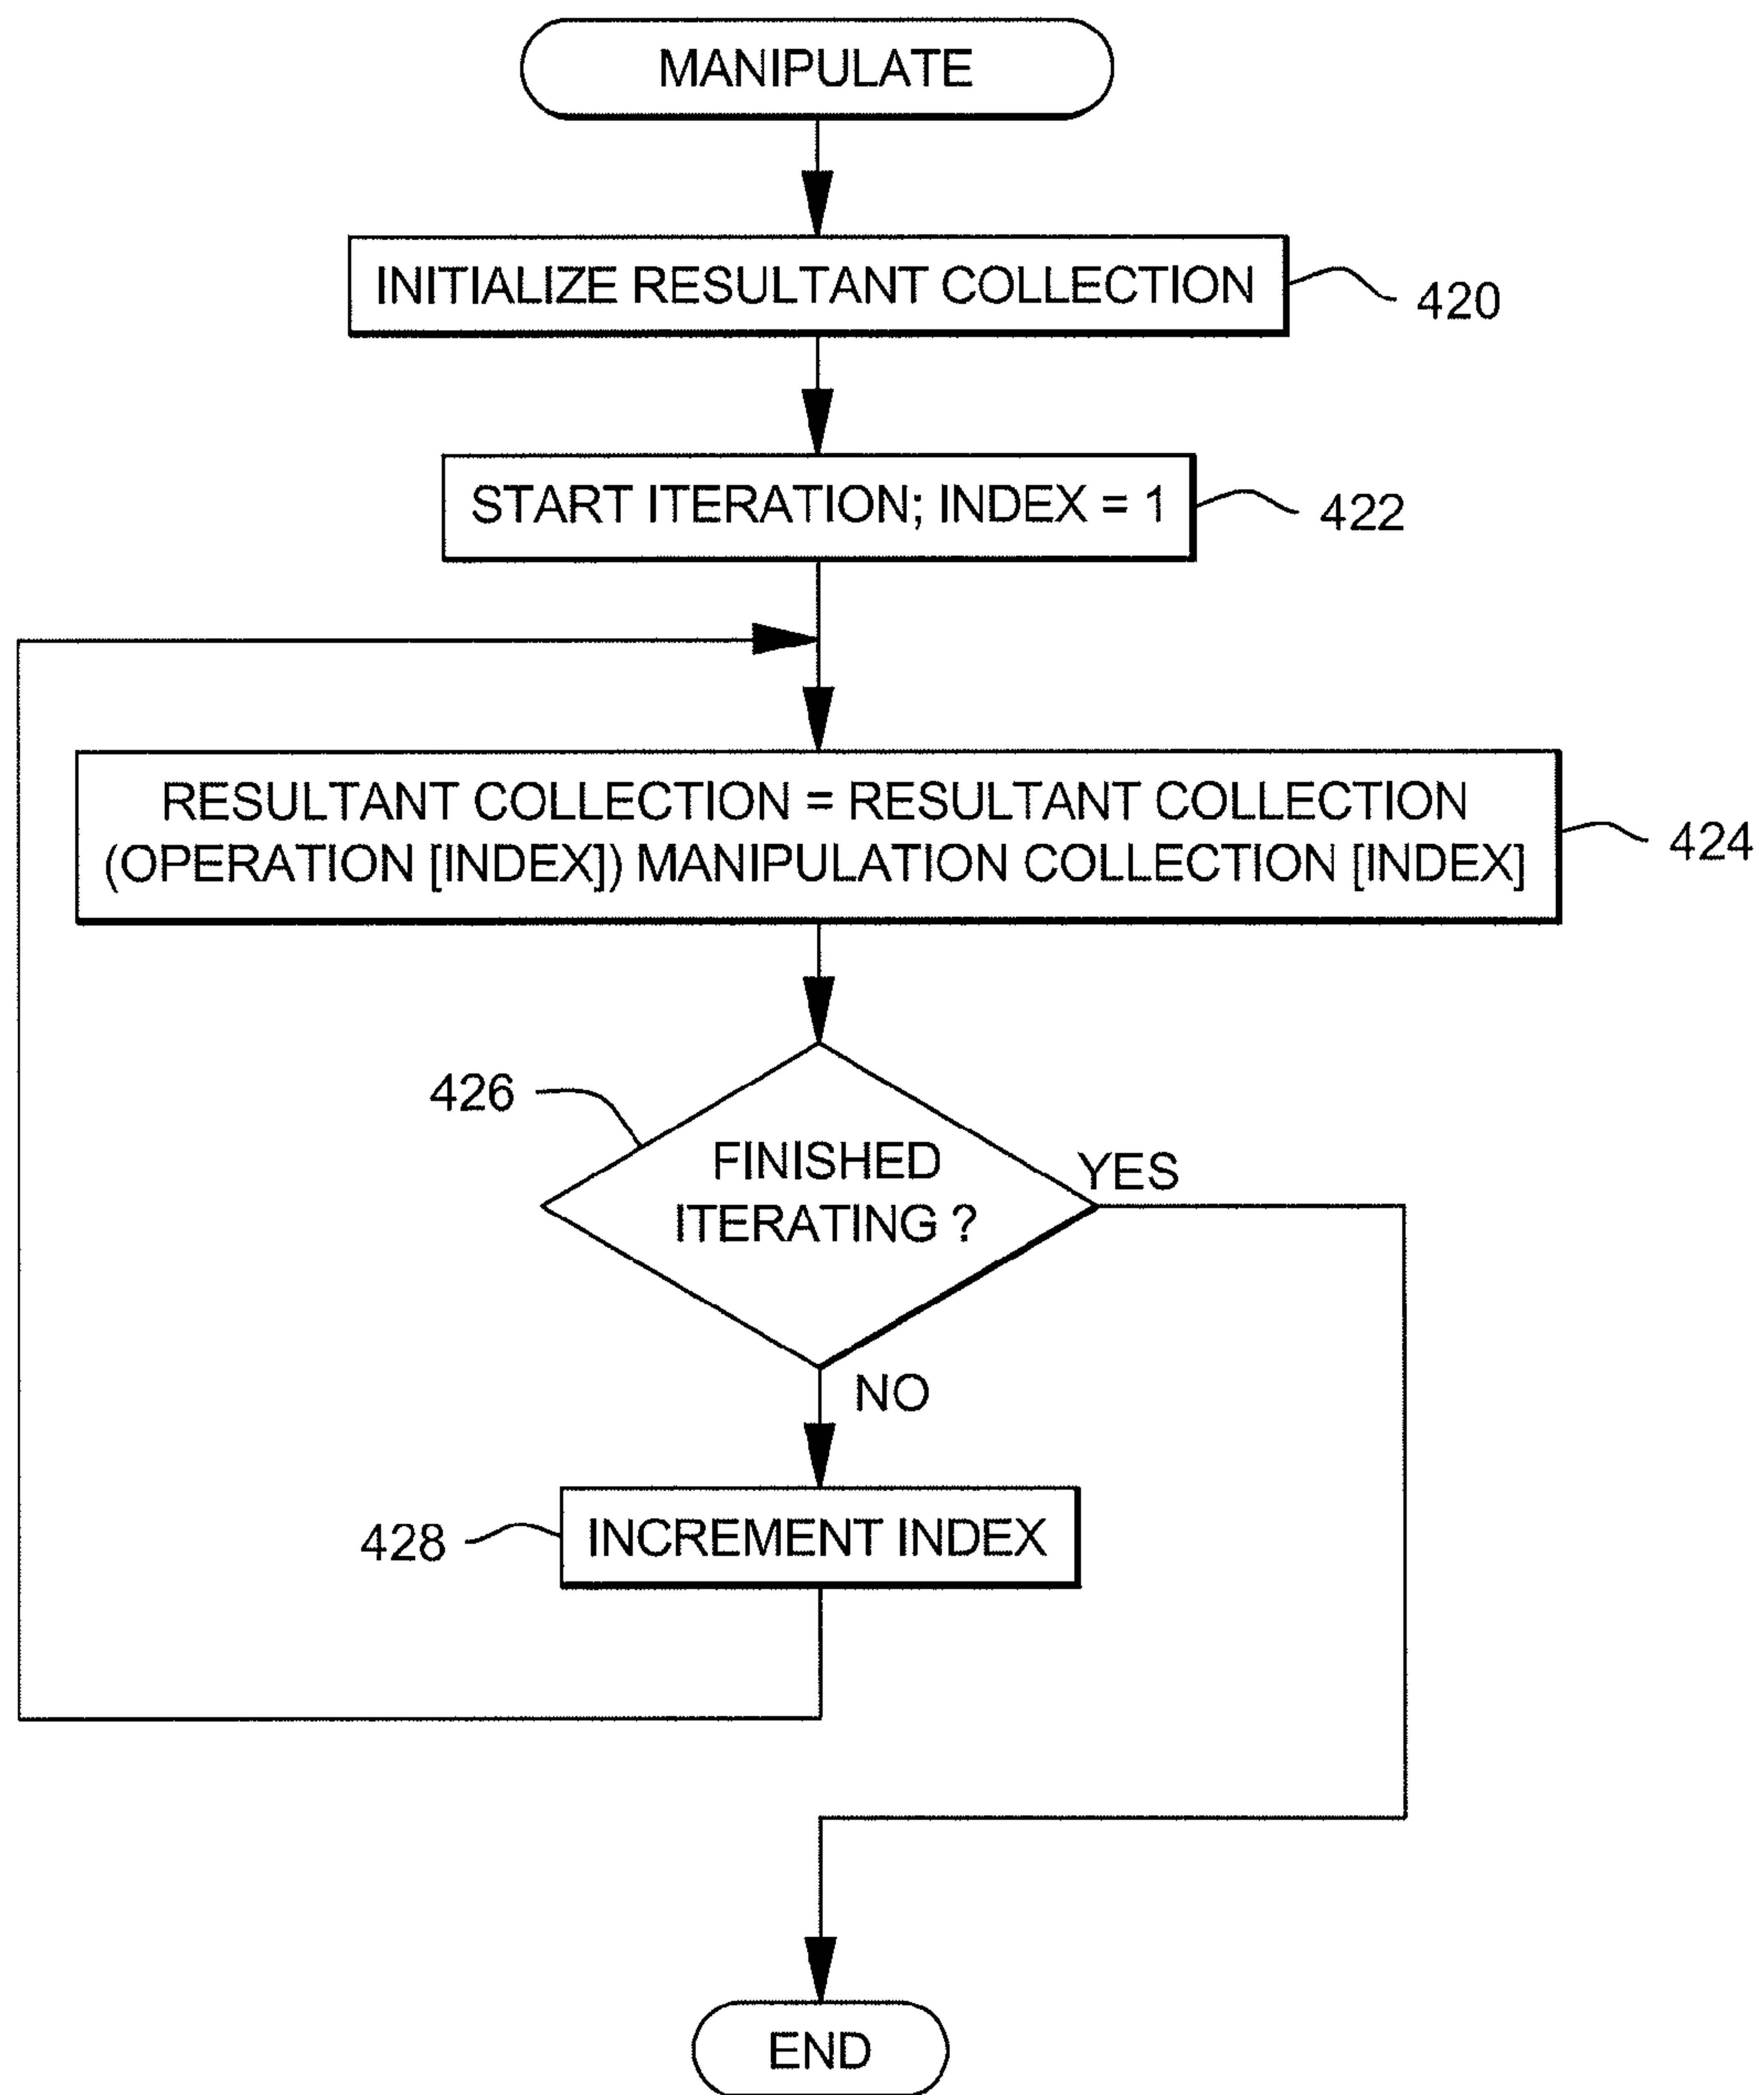 MANIPULATE
INITIALIZE RESULTANT COLLECTION
420
START ITERATION; INDEX = 1
422
RESULTANT COLLECTION = RESULTANT COLLECTION
(OPERATION [INDEX]) MANIPULATION COLLECTION [INDEX]
424
426
FINISHED
ITERATING ?
YES
NO
428
INCREMENT INDEX
END